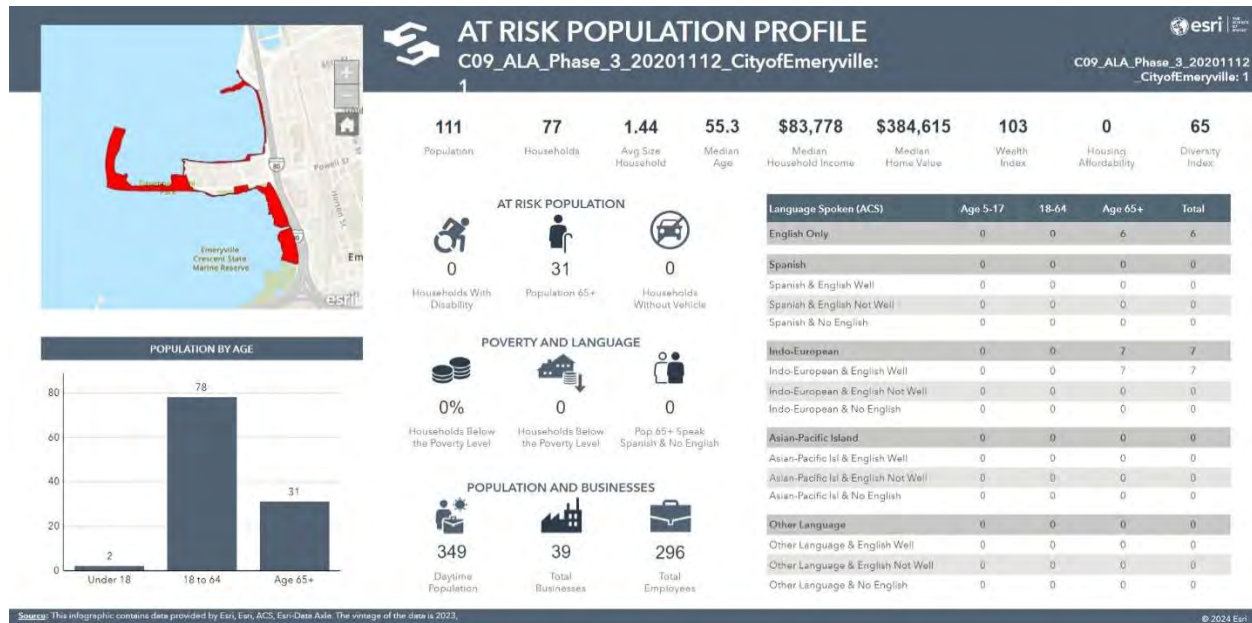 AT RISK POPULATION PROFILE
C09_ALA_Phase_3_20201112_CityofEmeryville:
1
esri
C09_ALA_Phase_3_20201112
_CityofEmeryville: 1
80
Powell St
Emeryville
Crescent State
Marine Reserve
Em
esri
111 77 1.44 55.3 $83,778 $384,615 103 0 65
Population Households Avg Size Household Median Age Median Household Income Median Home Value Wealth Index Housing Affordability Diversity Index
AT RISK POPULATION
0 31 0
Households With Disability Population 65+ Households Without Vehicle
POVERTY AND LANGUAGE
0% 0 0
Households Below the Poverty Level Households Below the Poverty Level Pop 65+ Speak Spanish & No English
POPULATION AND BUSINESSES
349 39 296
Daytime Population Total Businesses Total Employees
POPULATION BY AGE
80
60
40
20
0
2
78
31
Under 18 18 to 64 Age 65+
Language Spoken (ACS) Age 5-17 18-64 Age 65+ Total
English Only 0 0 6 6
Spanish 0 0 0 0
Spanish & English Well 0 0 0 0
Spanish & English Not Well 0 0 0 0
Spanish & No English 0 0 0 0
Indo-European 0 0 7 7
Indo-European & English Well 0 0 7 7
Indo-European & English Not Well 0 0 0 0
Indo-European & No English 0 0 0 0
Asian-Pacific Island 0 0 0 0
Asian-Pacific Isl & English Well 0 0 0 0
Asian-Pacific Isl & English Not Well 0 0 0 0
Asian-Pacific Isl & No English 0 0 0 0
Other Language 0 0 0 0
Other Language & English Well 0 0 0 0
Other Language & English Not Well 0 0 0 0
Other Language & No English 0 0 0 0
Source: This infographic contains data provided by Esri, Esri, ACS, Esri-Data Axle. The vintage of the data is 2023,
© 2024 Esri